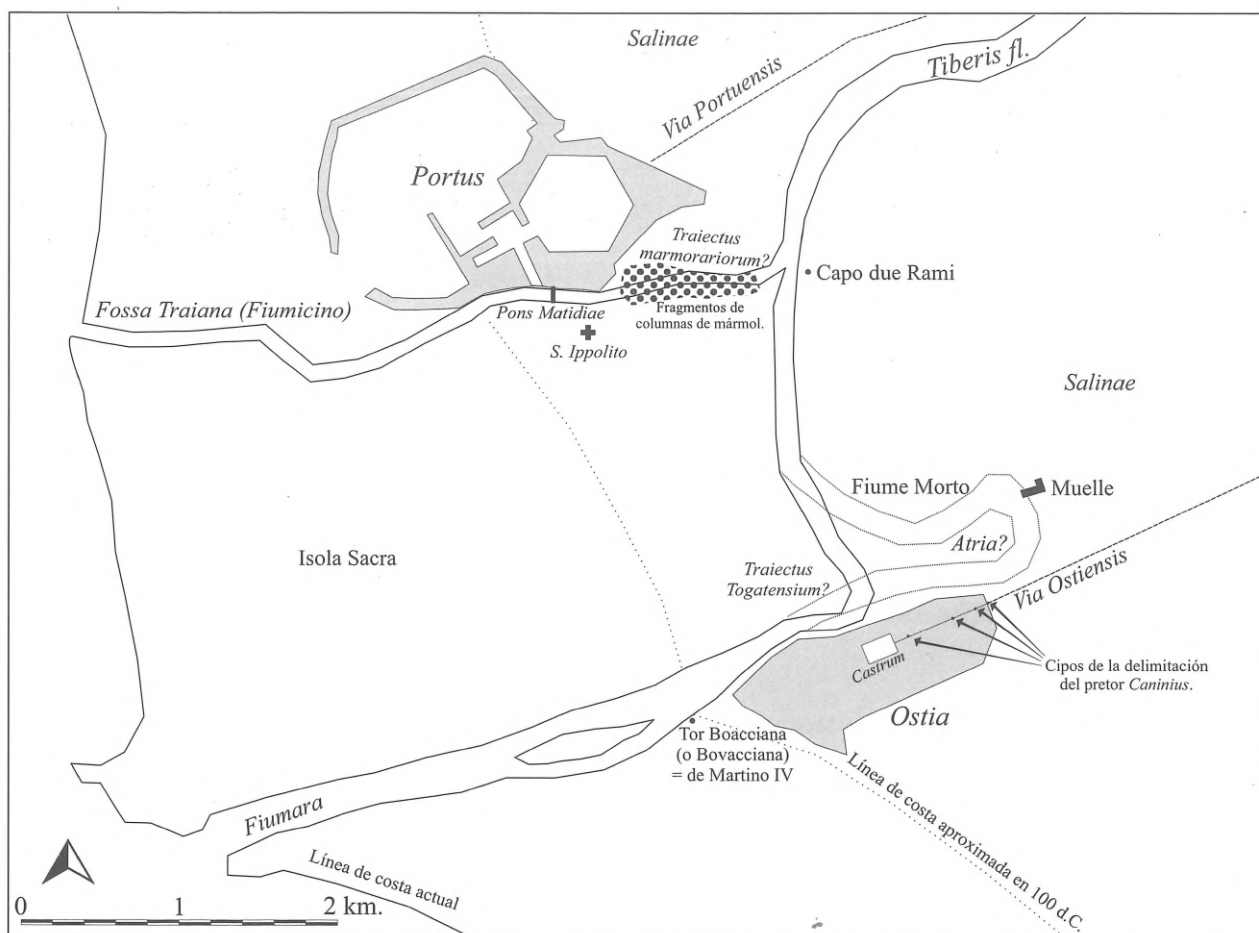 Salinae
Tiberis fl.
Via Portuensis
Portus
Traiectus
marmorariorum?
Capo due Rami
Fossa Traiana (Fiumicino)
Pons Matidiae
Fragmentos de
columnas de mármol.
S. Ippolito
Salinae
Fiume Morto
Muelle
Atria?
Isola Sacra
Traiectus
Togatensium?
Via Ostiensis
Castrum
Cipos de la delimitación
del pretor Caninius.
Ostia
Tor Boacciana
(o Bovacciana)
= de Martino IV
Fiumara
Línea de costa aproximada en 100 d.C.
Línea de costa actual
0 1 2 km.